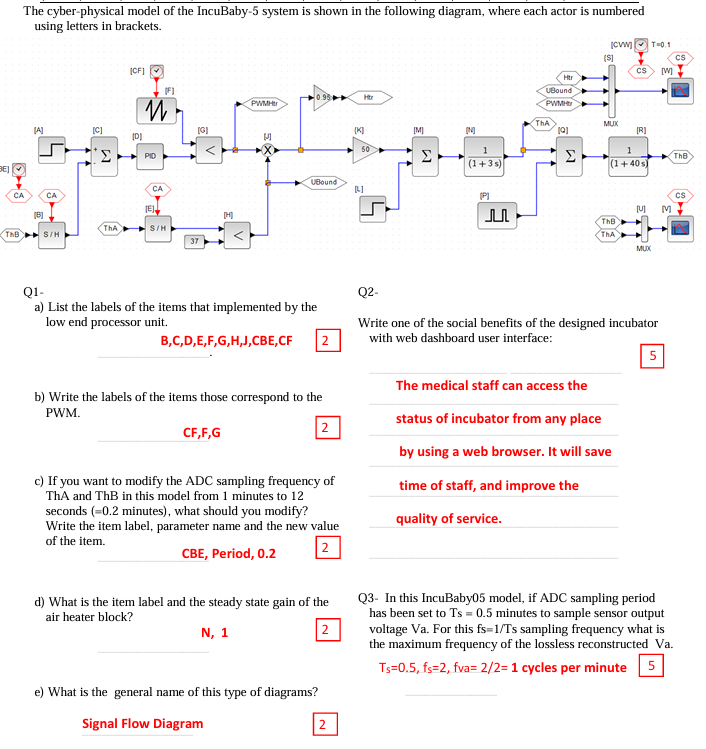 The cyber-physical model of the IncuBaby-5 system is shown in the following diagram, where each actor is numbered
using letters in brackets.
[CVW] T=0.1
[S] CS
CS [W]
[CF]
[F]
Htr
UBound
PWMHtr
MUX
PWMHtr
0.95
Htr
ThA
[A] [C] [D] [G] [J] [K] [M] [N] [Q] [R]
+
-
Σ
PID
<
X
50
Σ
1
(1 + 3s)
Σ
1
(1 + 40s)
ThB
BE]
CA
CA
CA
UBound
[L]
[P]
CS
[B]
[E]
[H]
[U] [V]
ThB
S / H
ThA
S / H
37
<
ThB
ThA
MUX
Q1-
a) List the labels of the items that implemented by the
low end processor unit.
B,C,D,E,F,G,H,J,CBE,CF 2
.
b) Write the labels of the items those correspond to the
PWM.
CF,F,G 2
c) If you want to modify the ADC sampling frequency of
ThA and ThB in this model from 1 minutes to 12
seconds (=0.2 minutes), what should you modify?
Write the item label, parameter name and the new value
of the item.
CBE, Period, 0.2 2
d) What is the item label and the steady state gain of the
air heater block?
N, 1 2
e) What is the general name of this type of diagrams?
Signal Flow Diagram 2
Q2-
Write one of the social benefits of the designed incubator
with web dashboard user interface:
5
The medical staff can access the
status of incubator from any place
by using a web browser. It will save
time of staff, and improve the
quality of service.
Q3- In this IncuBaby05 model, if ADC sampling period
has been set to Ts = 0.5 minutes to sample sensor output
voltage Va. For this fs=1/Ts sampling frequency what is
the maximum frequency of the lossless reconstructed Va.
Ts=0.5, fs=2, fva= 2/2= 1 cycles per minute 5